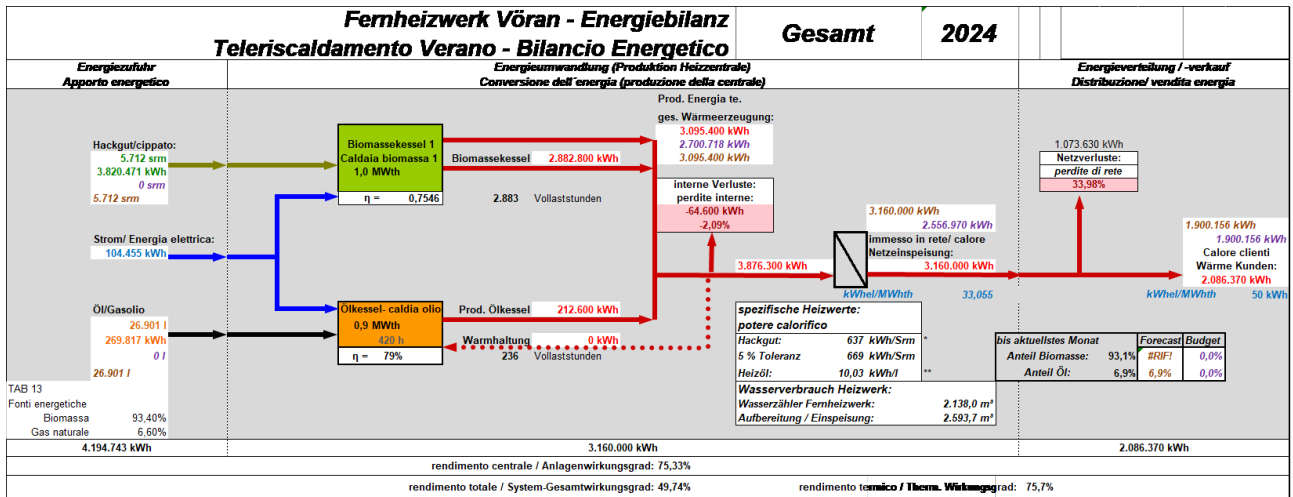 Fernheizwerk Vöran - Energiebilanz
Teleriscaldamento Verano - Bilancio Energetico
Gesamt
2024
Energiezufuhr
Apporto energetico
Energieumwandlung (Produktion Heizzentrale)
Conversione dell´energia (produzione della centrale)
Energieverteilung / -verkauf
Distribuzione/ vendita energia
Hackgut/cippato:
5.712 srm
3.820.471 kWh
0 srm
5.712 srm
Strom/ Energia elettrica:
104.455 kWh
Öl/Gasolio
26.901 l
269.817 kWh
0 l
26.901 l
TAB 13
Fonti energetiche
Biomassa 93,40%
Gas naturale 6,60%
Biomassekessel 1
Caldaia biomassa 1
1,0 MWth
η = 0,7546
Biomassekessel 2.882.800 kWh
2.883 Vollaststunden
Ölkessel- caldia olio
0,9 MWth
420 h
η = 79%
Prod. Ölkessel 212.600 kWh
Warmhaltung 0 kWh
236 Vollaststunden
Prod. Energia te.
ges. Wärmeerzeugung:
3.095.400 kWh
2.700.718 kWh
3.095.400 kWh
interne Verluste:
perdite interne:
-64.600 kWh
-2,09%
3.876.300 kWh
3.160.000 kWh
2.556.970 kWh
immesso in rete/ calore
Netzeinspeisung:
3.160.000 kWh
kWhel/MWhth 33,055
spezifische Heizwerte:
potere calorifico
Hackgut: 637 kWh/Srm *
5 % Toleranz 669 kWh/Srm
Heizöl: 10,03 kWh/l **
Wasserverbrauch Heizwerk:
Wasserzähler Fernheizwerk: 2.138,0 m³
Aufbereitung / Einspeisung: 2.593,7 m³
1.073.630 kWh
Netzverluste:
perdite di rete
33,98%
1.900.156 kWh
1.900.156 kWh
Calore clienti
Wärme Kunden:
2.086.370 kWh
kWhel/MWhth 50 kWh
bis aktuellstes Monat Forecast Budget
Anteil Biomasse: 93,1% #RIF! 0,0%
Anteil Öl: 6,9% 6,9% 0,0%
4.194.743 kWh 3.160.000 kWh 2.086.370 kWh
rendimento centrale / Anlagenwirkungsgrad: 75,33%
rendimento totale / System-Gesamtwirkungsgrad: 49,74%
rendimento termico / Therm. Wirkungsgrad: 75,7%